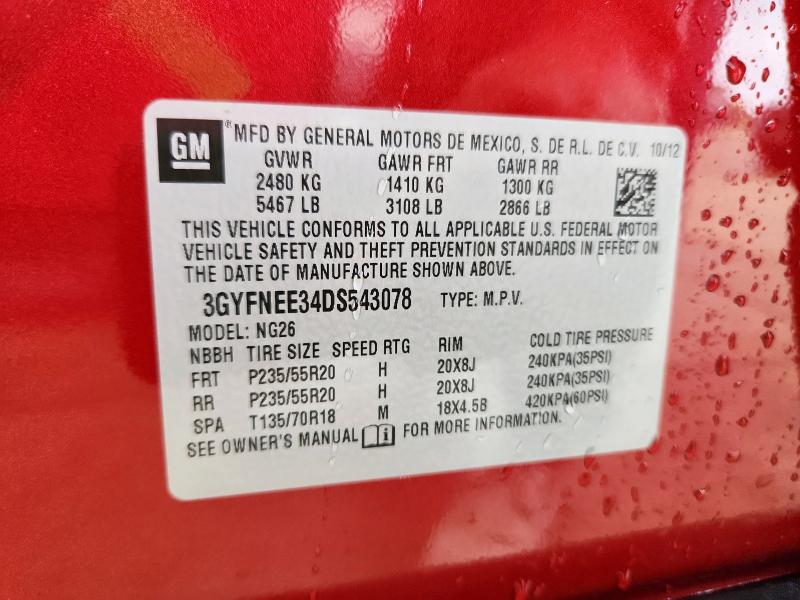 GM ® MFD BY GENERAL MOTORS DE MEXICO, S. DE R.L. DE C.V. 10/12
GVWR GAWR FRT GAWR RR
2480 KG 1410 KG 1300 KG
5467 LB 3108 LB 2866 LB
THIS VEHICLE CONFORMS TO ALL APPLICABLE U.S. FEDERAL MOTOR
VEHICLE SAFETY AND THEFT PREVENTION STANDARDS IN EFFECT ON
THE DATE OF MANUFACTURE SHOWN ABOVE.
3GYFNEE34DS543078 TYPE: M.P.V.
MODEL: NG26
NBBH TIRE SIZE SPEED RTG RIM COLD TIRE PRESSURE
FRT P235/55R20 H 20X8J 240KPA(35PSI)
RR P235/55R20 H 20X8J 240KPA(35PSI)
SPA T135/70R18 M 18X4.5B 420KPA(60PSI)
SEE OWNER'S MANUAL i FOR MORE INFORMATION.